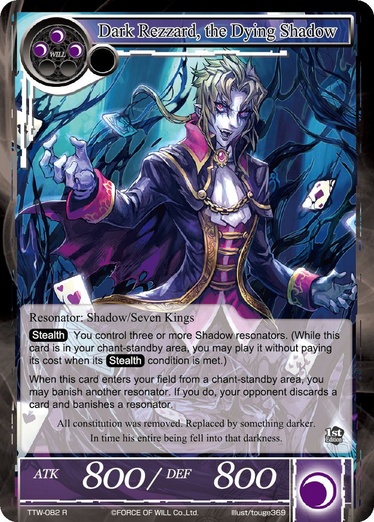 Dark Rezzard, the Dying Shadow
WILL
Resonator: Shadow/Seven Kings
Stealth You control three or more Shadow resonators. (While this
card is in your chant-standby area, you may play it without paying
its cost when its Stealth condition is met.)
When this card enters your field from a chant-standby area, you
may banish another resonator. If you do, your opponent discards a
card and banishes a resonator.
All constitution was removed. Replaced by something darker.
In time his entire being fell into that darkness.
1st
Edition
ATK 800/ DEF 800
TTW-082 R ©FORCE OF WILL Co.,Ltd. Illust/touge369